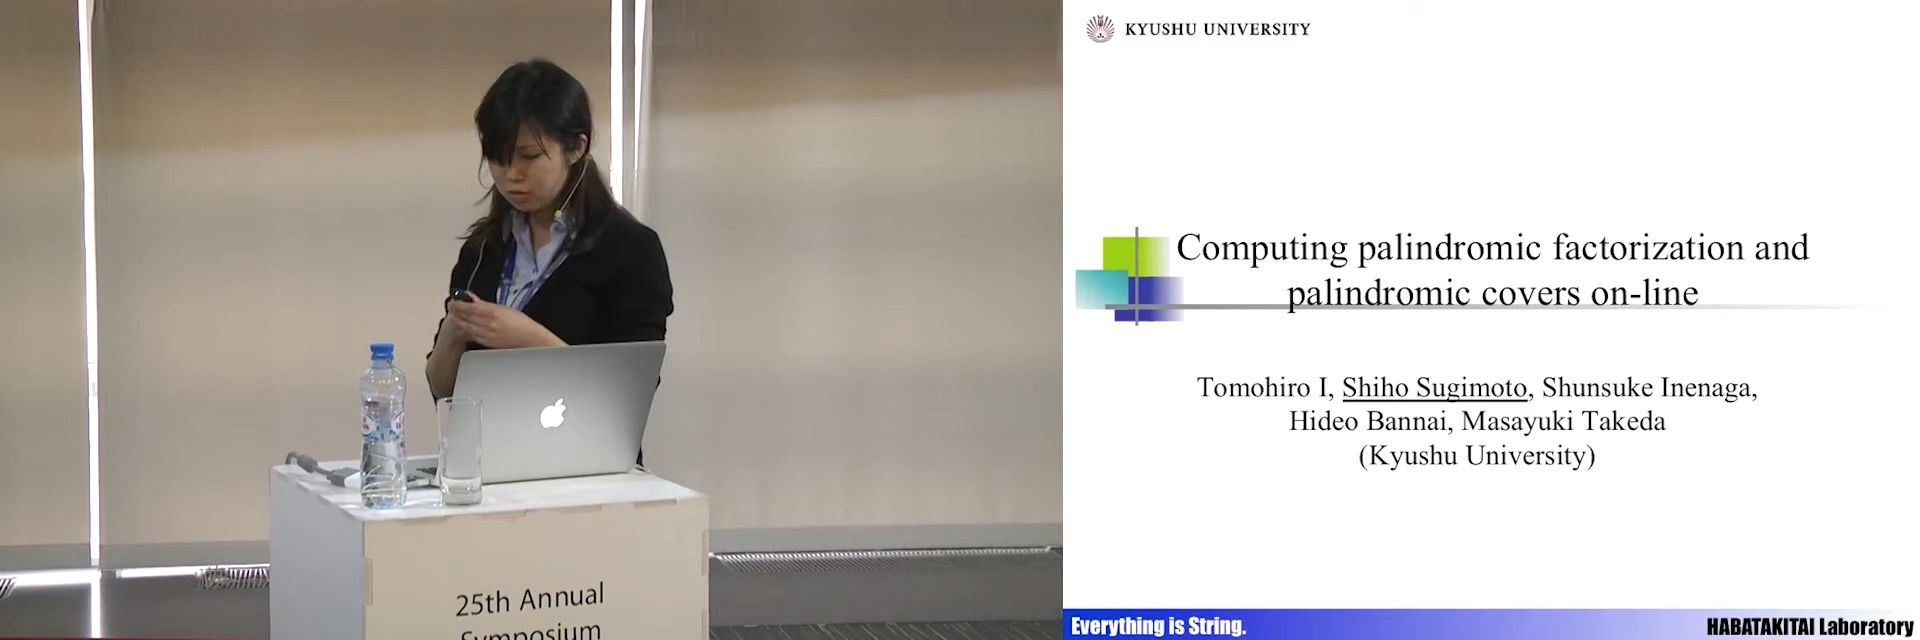 KYUSHU UNIVERSITY
Computing palindromic factorization and
palindromic covers on-line
Tomohiro I, Shiho Sugimoto, Shunsuke Inenaga,
Hideo Bannai, Masayuki Takeda
(Kyushu University)
25th Annual
Symposium
Everything is String.
HABATAKITAI Laboratory